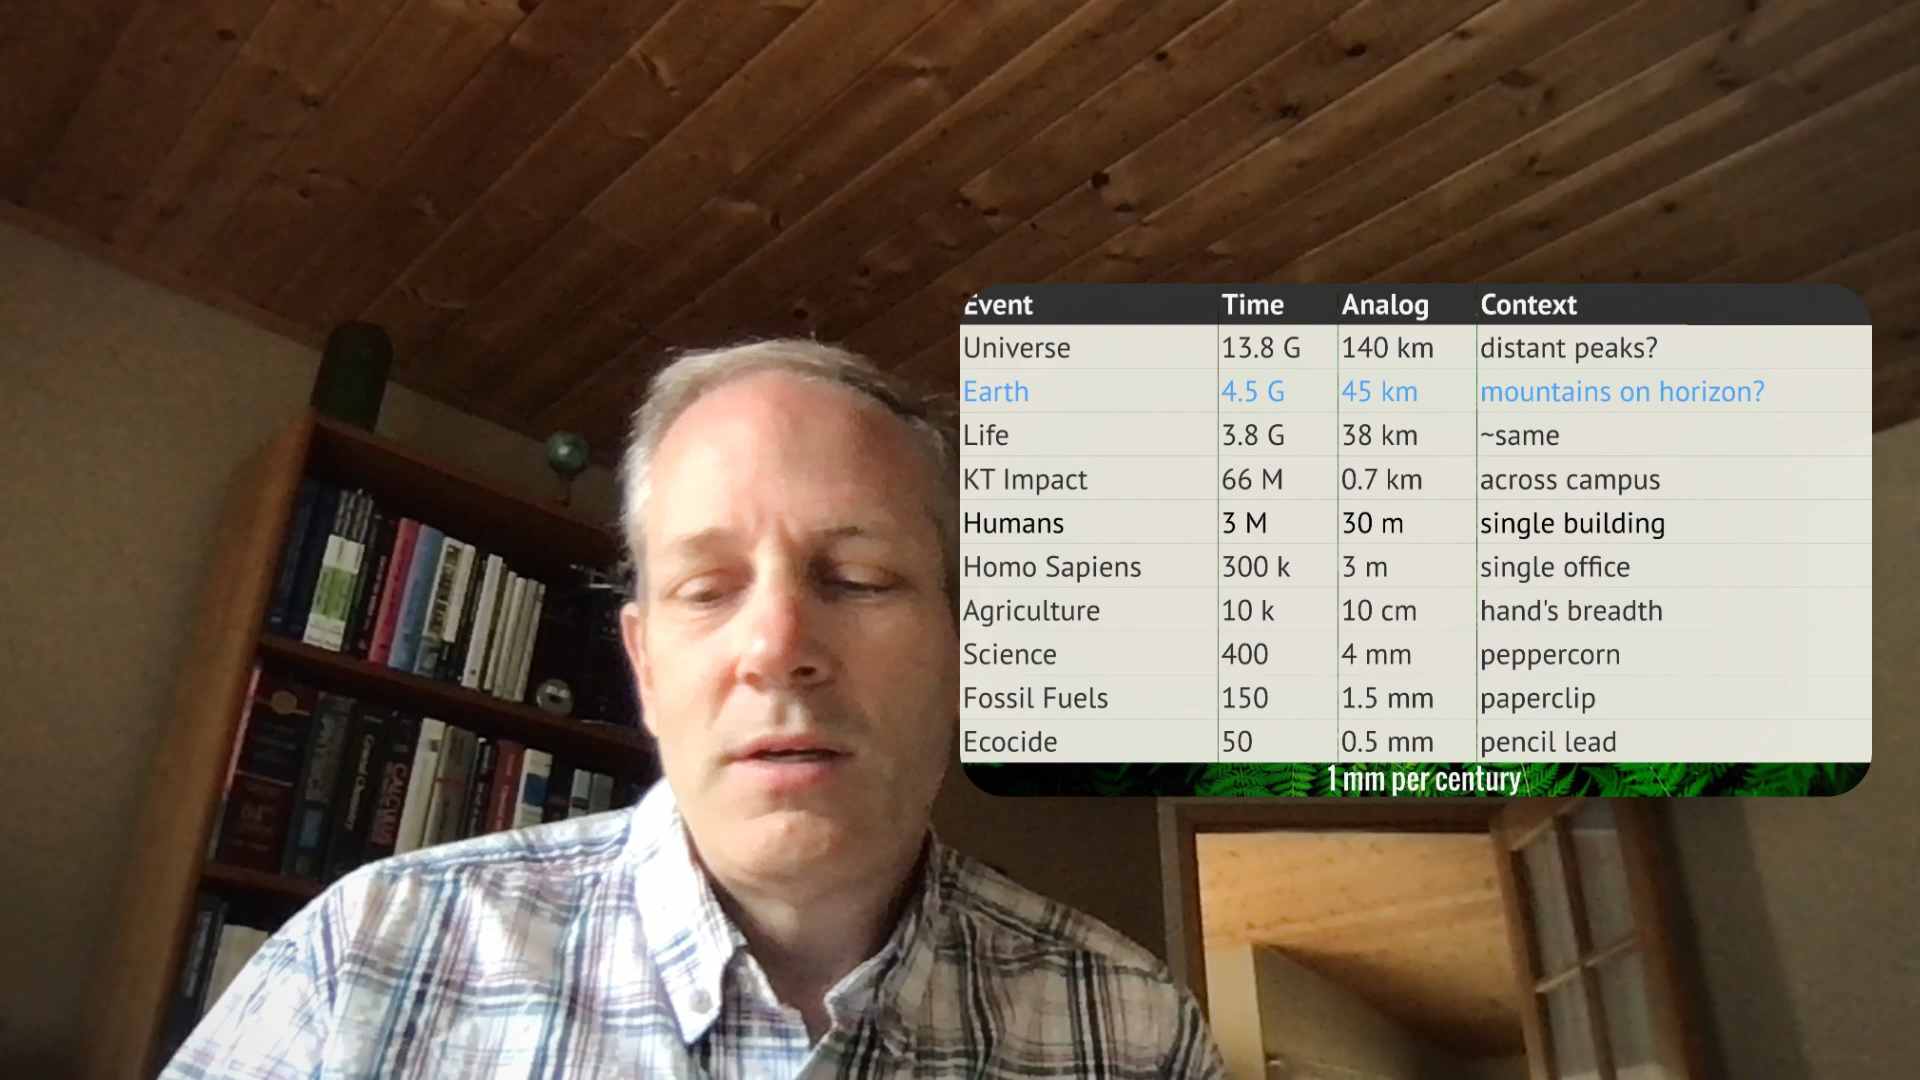 Event Time Analog Context
Universe 13.8 G 140 km distant peaks?
Earth 4.5 G 45 km mountains on horizon?
Life 3.8 G 38 km ~same
KT Impact 66 M 0.7 km across campus
Humans 3 M 30 m single building
Homo Sapiens 300 k 3 m single office
Agriculture 10 k 10 cm hand's breadth
Science 400 4 mm peppercorn
Fossil Fuels 150 1.5 mm paperclip
Ecocide 50 0.5 mm pencil lead
1 mm per century
CALCULUS